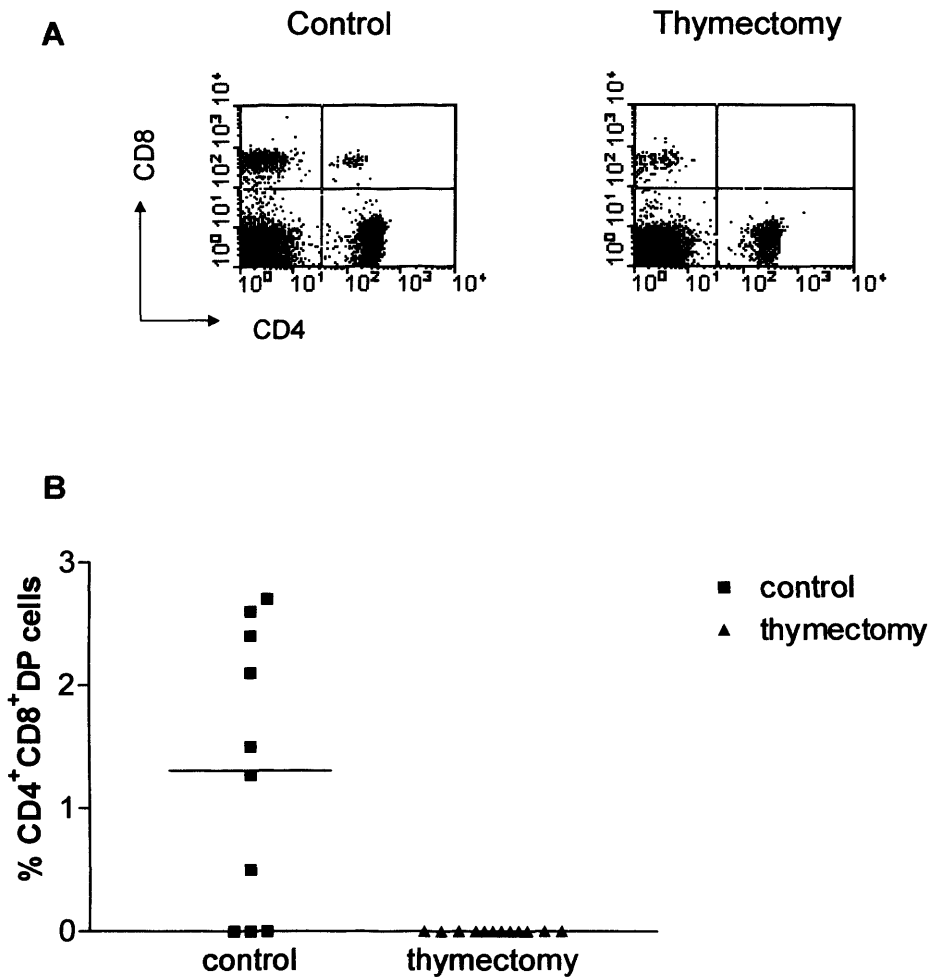 A
Control
Thymectomy
CD8
10⁰ 10¹ 10² 10³ 10⁴
10⁰ 10¹ 10² 10³ 10⁴
CD4
10⁰ 10¹ 10² 10³ 10⁴
10⁰ 10¹ 10² 10³ 10⁴
B
% CD4⁺CD8⁺DP cells
3
2
1
0
control
thymectomy
control
thymectomy